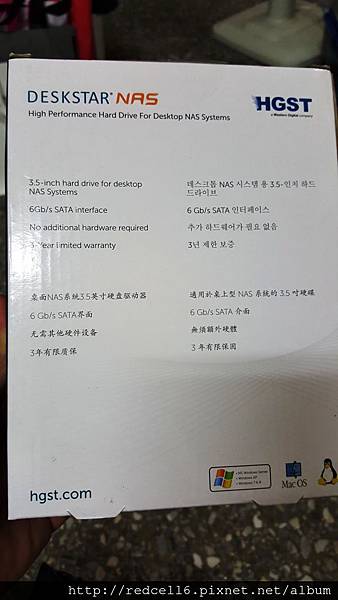 DESKSTAR NAS
High Performance Hard Drive For Desktop NAS Systems
HGST
a Western Digital company
3.5-inch hard drive for desktop
NAS Systems
6Gb/s SATA interface
No additional hardware required
3-Year limited warranty
데스크톱 NAS 시스템 용 3.5-인치 하드
드라이브
6 Gb/s SATA 인터페이스
추가 하드웨어가 필요 없음
3년 제한 보증
桌面NAS系统3.5英寸硬盘驱动器
6 Gb/s SATA界面
无需其他硬件设备
3年有限质保
適用於桌上型 NAS 系統的 3.5 吋硬碟
6 Gb/s SATA 介面
無須額外硬體
3 年有限保固
hgst.com
Windows XP
Windows 7 & 8
Mac OS
http://redcell6.pixnet.net/album